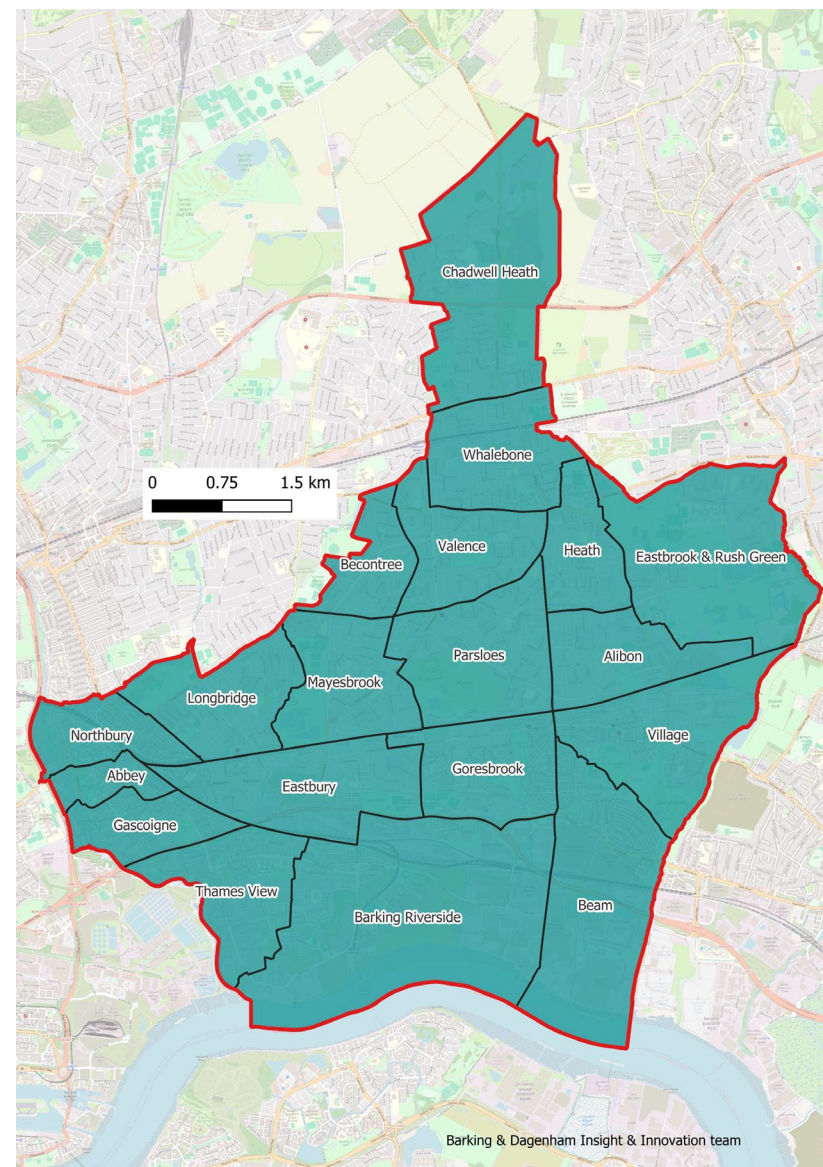 Chadwell Heath
Whalebone
0 0.75 1.5 km
Valence
Heath
Eastbrook & Rush Green
Becontree
Parsloes
Alibon
Mayesbrook
Longbridge
Northbury
Village
Goresbrook
Abbey
Eastbury
Gascoigne
Thames View
Beam
Barking Riverside
Barking & Dagenham Insight & Innovation team